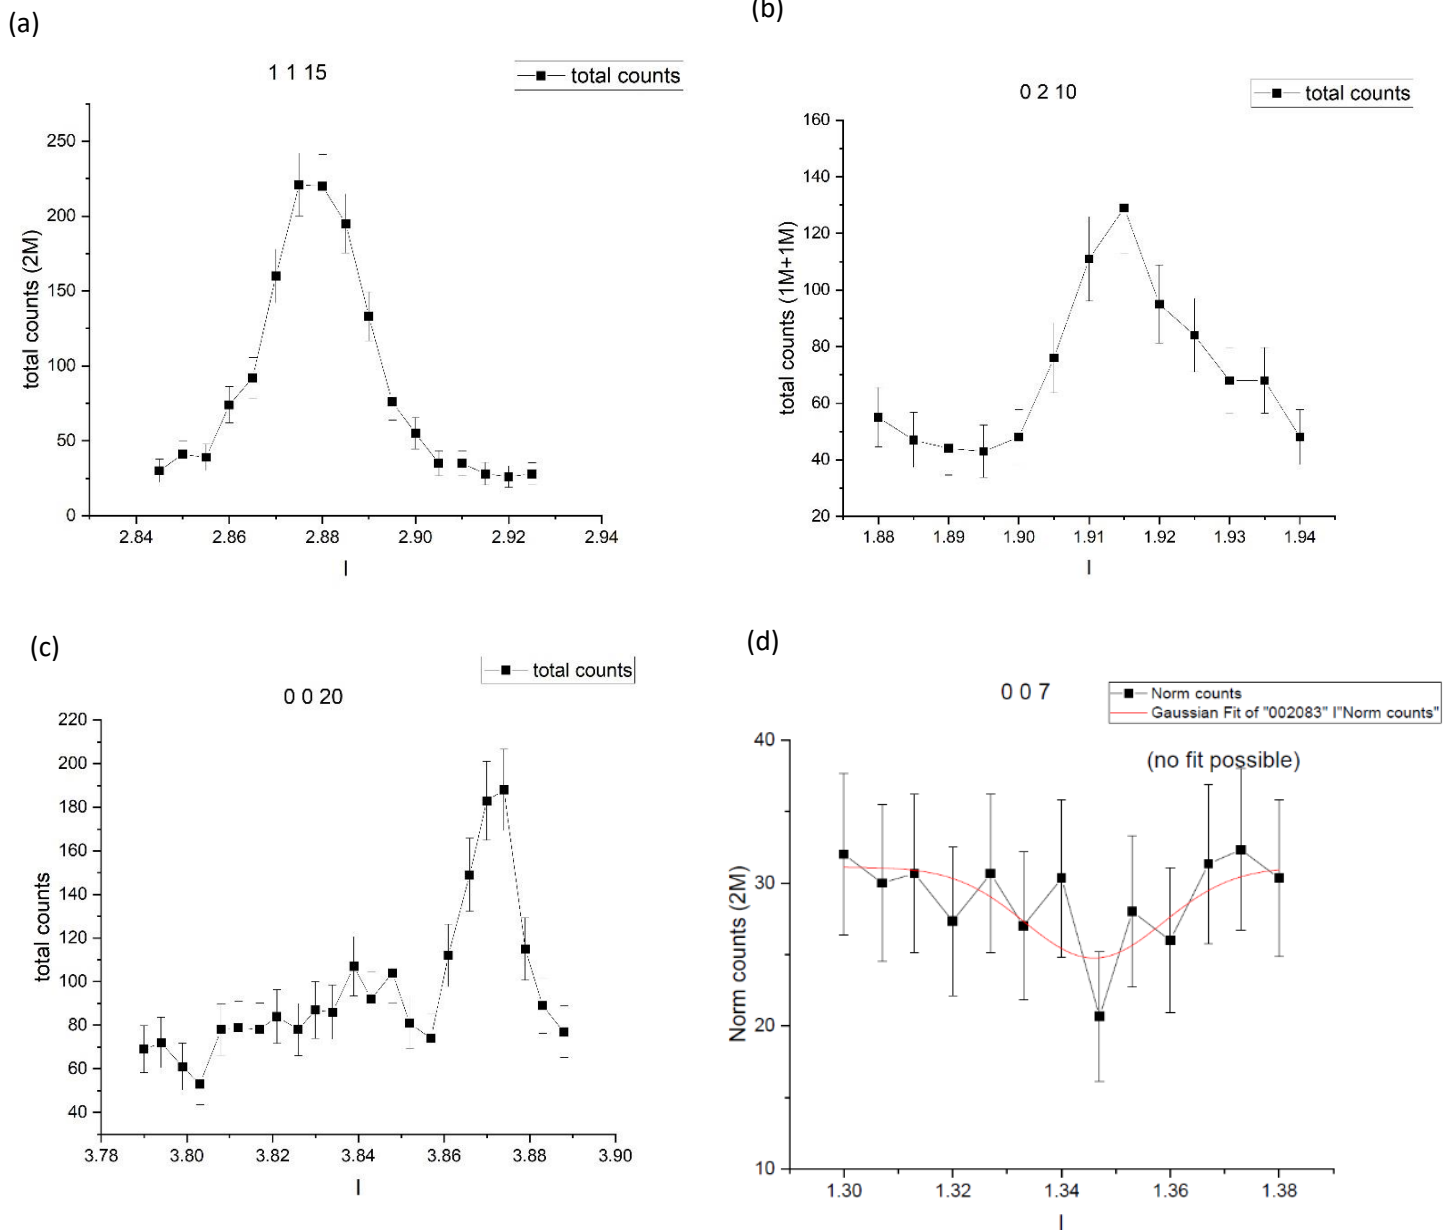 (a)
1 1 15
total counts
total counts (2M)
250
200
150
100
50
0
2.84 2.86 2.88 2.90 2.92 2.94
l
(b)
0 2 10
total counts
total counts (1M+1M)
160
140
120
100
80
60
40
20
1.88 1.89 1.90 1.91 1.92 1.93 1.94
l
(c)
total counts
0 0 20
total counts
220
200
180
160
140
120
100
80
60
40
3.78 3.80 3.82 3.84 3.86 3.88 3.90
l
(d)
0 0 7
Norm counts
Gaussian Fit of "002083" l"Norm counts"
(no fit possible)
Norm counts (2M)
40
30
20
10
1.30 1.32 1.34 1.36 1.38
l